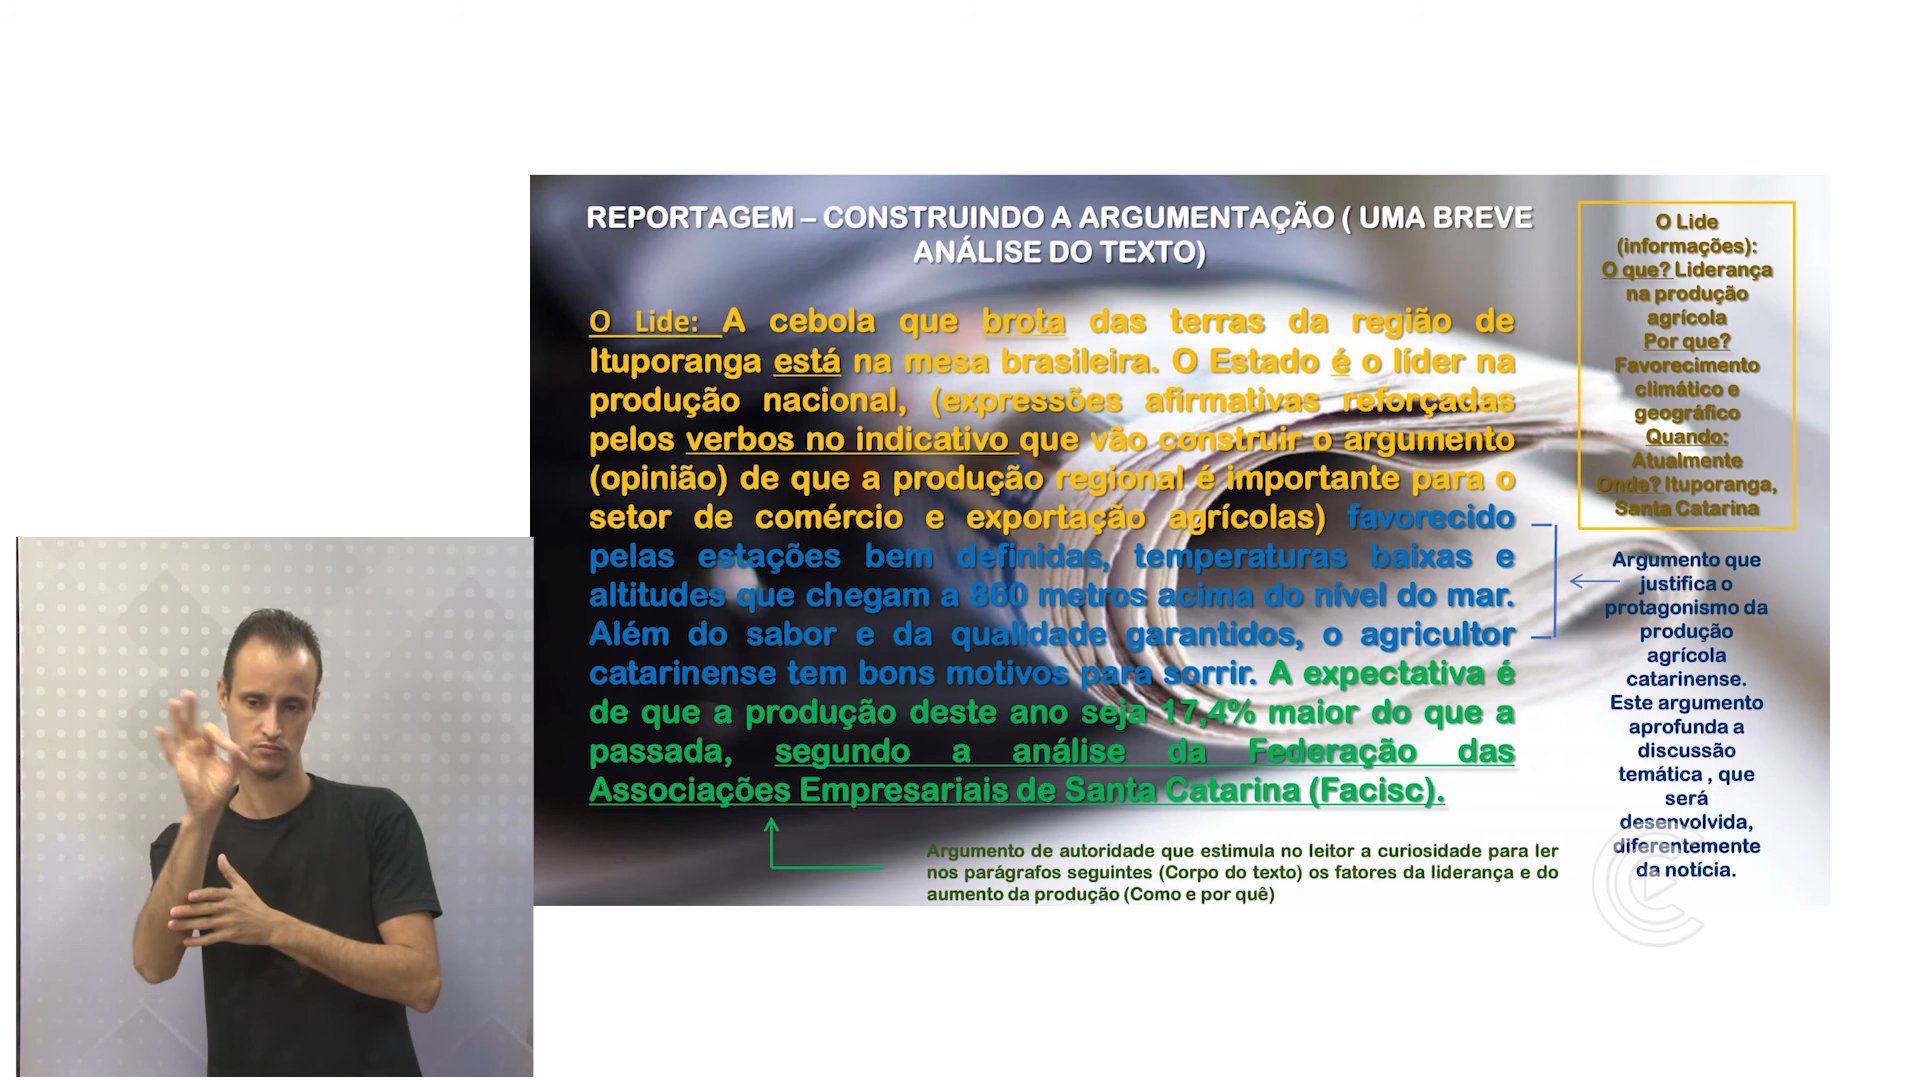 REPORTAGEM – CONSTRUINDO A ARGUMENTAÇÃO ( UMA BREVE
ANÁLISE DO TEXTO)
O Lide: A cebola que brota das terras da região de
Ituporanga está na mesa brasileira. O Estado é o líder na
produção nacional, (expressões afirmativas reforçadas
pelos verbos no indicativo que vão construir o argumento
(opinião) de que a produção regional é importante para o
setor de comércio e exportação agrícolas) favorecido
pelas estações bem definidas, temperaturas baixas e
altitudes que chegam a 860 metros acima do nível do mar.
Além do sabor e da qualidade garantidos, o agricultor
catarinense tem bons motivos para sorrir. A expectativa é
de que a produção deste ano seja 17,4% maior do que a
passada, segundo a análise da Federação das
Associações Empresariais de Santa Catarina (Facisc).
Argumento de autoridade que estimula no leitor a curiosidade para ler
nos parágrafos seguintes (Corpo do texto) os fatores da liderança e do
aumento da produção (Como e por quê)
O Lide
(informações):
O que? Liderança
na produção
agrícola
Por que?
Favorecimento
climático e
geográfico
Quando:
Atualmente
Onde? Ituporanga,
Santa Catarina
Argumento que
justifica o
protagonismo da
produção
agrícola
catarinense.
Este argumento
aprofunda a
discussão
temática , que
será
desenvolvida,
diferentemente
da notícia.